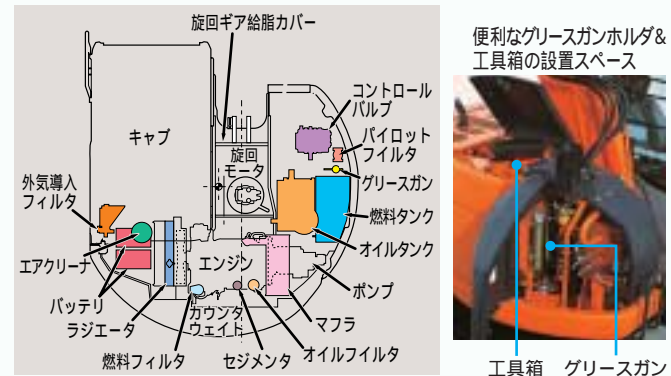 旋回ギア給脂カバー
便利なグリースガンホルダ&
工具箱の設置スペース
コントロール
バルブ
キャブ
パイロット
フイルタ
旋回
モータ
グリースガン
外気導入
フィルタ
燃料タンク
オイルタンク
エアクリーナ
エンジン
ポンプ
バッテリ
カウンタ
ウェイト
マフラ
ラジエータ
燃料フィルタ
セジメンタ
オイルフイルタ
工具箱
グリースガン